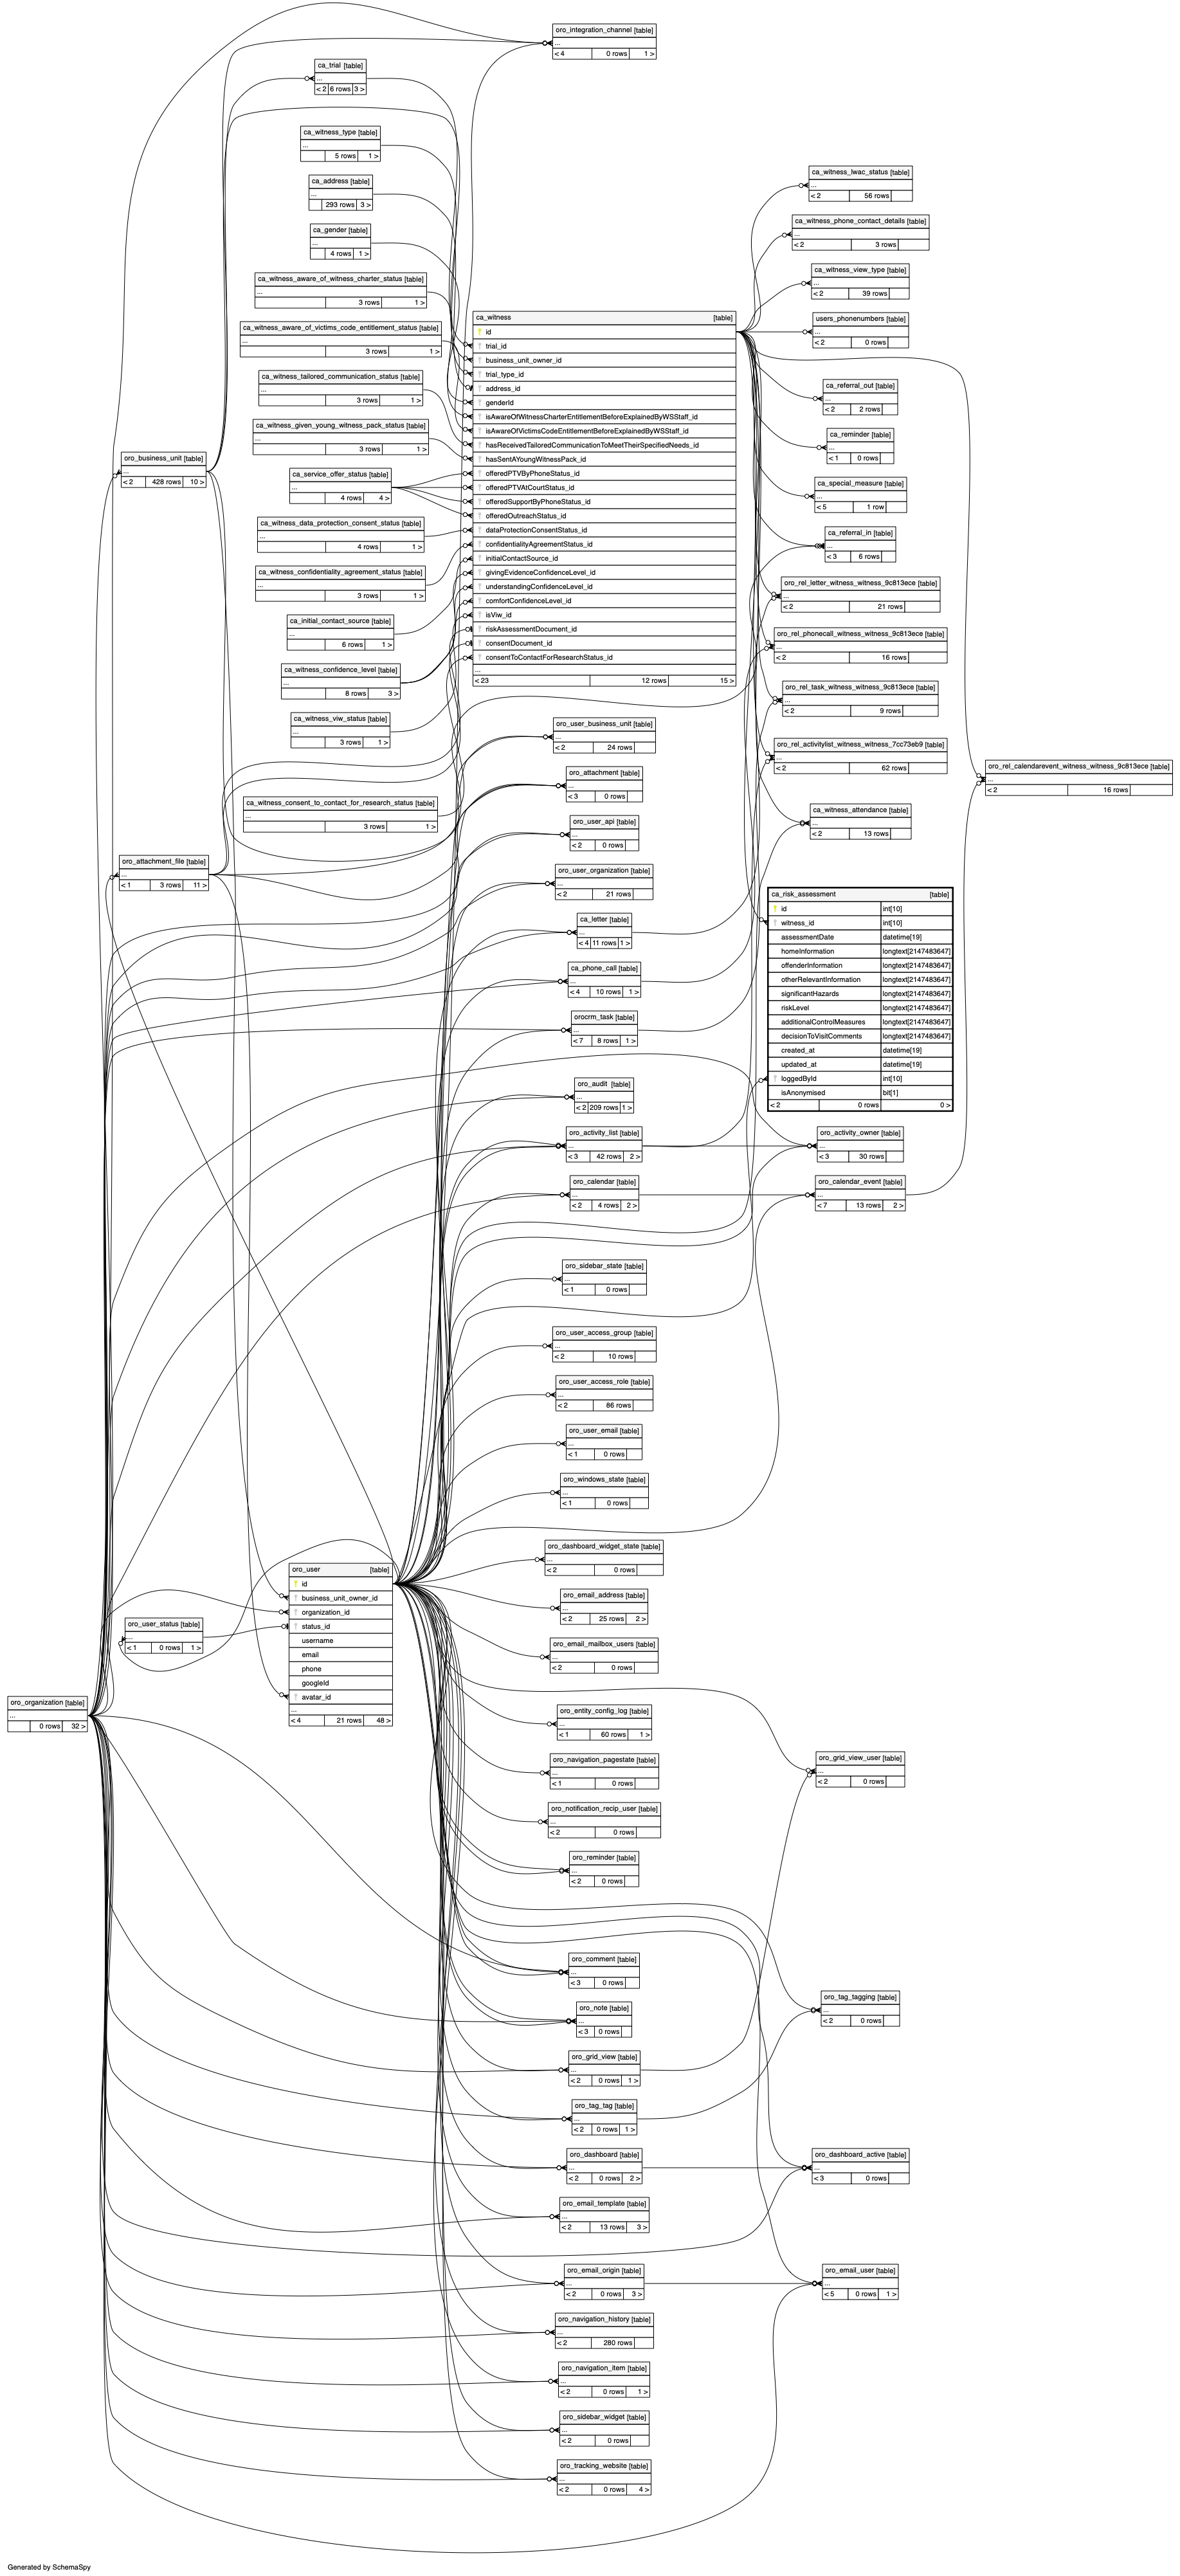 oro_integration_channel [table]
...
< 4 0 rows 1 >
ca_trial [table]
...
< 2 6 rows 3 >
ca_witness_type [table]
...
5 rows 1 >
ca_address [table]
...
293 rows 3 >
ca_gender [table]
...
4 rows 1 >
ca_witness_aware_of_witness_charter_status [table]
...
3 rows 1 >
ca_witness_aware_of_victims_code_entitlement_status [table]
...
3 rows 1 >
ca_witness_tailored_communication_status [table]
...
3 rows 1 >
ca_witness_given_young_witness_pack_status [table]
...
3 rows 1 >
oro_business_unit [table]
...
< 2 428 rows 10 >
ca_service_offer_status [table]
...
4 rows 4 >
ca_witness_data_protection_consent_status [table]
...
4 rows 1 >
ca_witness_confidentiality_agreement_status [table]
...
3 rows 1 >
ca_initial_contact_source [table]
...
6 rows 1 >
ca_witness_confidence_level [table]
...
8 rows 3 >
ca_witness_viw_status [table]
...
3 rows 1 >
ca_witness_consent_to_contact_for_research_status [table]
...
3 rows 1 >
ca_witness [table]
id
trial_id
business_unit_owner_id
trial_type_id
address_id
genderId
isAwareOfWitnessCharterEntitlementBeforeExplainedByWSStaff_id
isAwareOfVictimsCodeEntitlementBeforeExplainedByWSStaff_id
hasReceivedTailoredCommunicationToMeetTheirSpecifiedNeeds_id
hasSentAYoungWitnessPack_id
offeredPTVByPhoneStatus_id
offeredPTVAtCourtStatus_id
offeredSupportByPhoneStatus_id
offeredOutreachStatus_id
dataProtectionConsentStatus_id
confidentialityAgreementStatus_id
initialContactSource_id
givingEvidenceConfidenceLevel_id
understandingConfidenceLevel_id
comfortConfidenceLevel_id
isViw_id
riskAssessmentDocument_id
consentDocument_id
consentToContactForResearchStatus_id
...
< 23 12 rows 15 >
ca_witness_lwac_status [table]
...
< 2 56 rows
ca_witness_phone_contact_details [table]
...
< 2 3 rows
ca_witness_view_type [table]
...
< 2 39 rows
users_phonenumbers [table]
...
< 2 0 rows
ca_referral_out [table]
...
< 2 2 rows
ca_reminder [table]
...
< 1 0 rows
ca_special_measure [table]
...
< 5 1 row
ca_referral_in [table]
...
< 3 6 rows
oro_rel_letter_witness_witness_9c813ece [table]
...
< 2 21 rows
oro_rel_phonecall_witness_witness_9c813ece [table]
...
< 2 16 rows
oro_rel_task_witness_witness_9c813ece [table]
...
< 2 9 rows
oro_rel_activitylist_witness_witness_7cc73eb9 [table]
...
< 2 62 rows
oro_rel_calendarevent_witness_witness_9c813ece [table]
...
< 2 16 rows
ca_witness_attendance [table]
...
< 2 13 rows
oro_user_business_unit [table]
...
< 2 24 rows
oro_attachment [table]
...
< 3 0 rows
oro_user_api [table]
...
< 2 0 rows
oro_attachment_file [table]
...
< 1 3 rows 11 >
oro_user_organization [table]
...
< 2 21 rows
ca_letter [table]
...
< 4 11 rows 1 >
ca_phone_call [table]
...
< 4 10 rows 1 >
orocrm_task [table]
...
< 7 8 rows 1 >
ca_risk_assessment [table]
id int[10]
witness_id int[10]
assessmentDate datetime[19]
homeInformation longtext[2147483647]
offenderInformation longtext[2147483647]
otherRelevantInformation longtext[2147483647]
significantHazards longtext[2147483647]
riskLevel longtext[2147483647]
additionalControlMeasures longtext[2147483647]
decisionToVisitComments longtext[2147483647]
created_at datetime[19]
updated_at datetime[19]
loggedById int[10]
isAnonymised bit[1]
< 2 0 rows 0 >
oro_audit [table]
...
< 2 209 rows 1 >
oro_activity_list [table]
...
< 3 42 rows 2 >
oro_activity_owner [table]
...
< 3 30 rows
oro_calendar [table]
...
< 2 4 rows 2 >
oro_calendar_event [table]
...
< 7 13 rows 2 >
oro_sidebar_state [table]
...
< 1 0 rows
oro_user_access_group [table]
...
< 2 10 rows
oro_user_access_role [table]
...
< 2 86 rows
oro_user_email [table]
...
< 1 0 rows
oro_windows_state [table]
...
< 1 0 rows
oro_dashboard_widget_state [table]
...
< 2 0 rows
oro_user [table]
id
business_unit_owner_id
organization_id
status_id
username
email
phone
googleId
avatar_id
...
< 4 21 rows 48 >
oro_user_status [table]
...
< 1 0 rows 1 >
oro_organization [table]
...
0 rows 32 >
oro_email_address [table]
...
< 2 25 rows 2 >
oro_email_mailbox_users [table]
...
< 2 0 rows
oro_entity_config_log [table]
...
< 1 60 rows 1 >
oro_navigation_pagestate [table]
...
< 1 0 rows
oro_grid_view_user [table]
...
< 2 0 rows
oro_notification_recip_user [table]
...
< 2 0 rows
oro_reminder [table]
...
< 2 0 rows
oro_comment [table]
...
< 3 0 rows
oro_note [table]
...
< 3 0 rows
oro_tag_tagging [table]
...
< 2 0 rows
oro_grid_view [table]
...
< 2 0 rows 1 >
oro_tag_tag [table]
...
< 2 0 rows 1 >
oro_dashboard [table]
...
< 2 0 rows 2 >
oro_dashboard_active [table]
...
< 3 0 rows
oro_email_template [table]
...
< 2 13 rows 3 >
oro_email_origin [table]
...
< 2 0 rows 3 >
oro_email_user [table]
...
< 5 0 rows 1 >
oro_navigation_history [table]
...
< 2 280 rows
oro_navigation_item [table]
...
< 2 0 rows 1 >
oro_sidebar_widget [table]
...
< 2 0 rows
oro_tracking_website [table]
...
< 2 0 rows 4 >
Generated by SchemaSpy